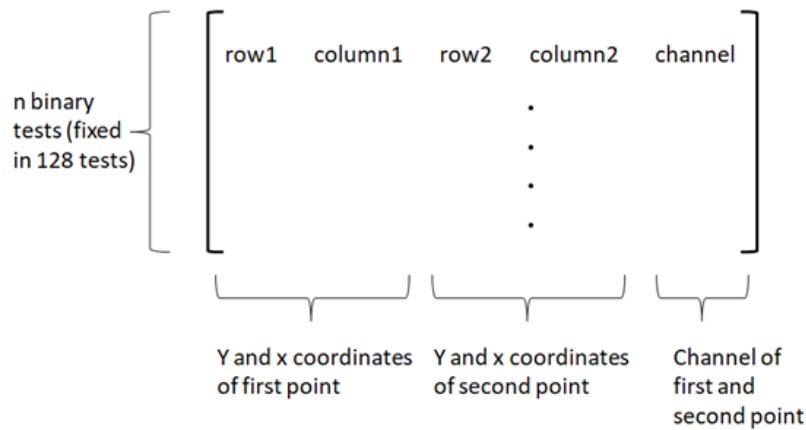 row1 column1 row2 column2 channel
n binary
tests (fixed
in 128 tests)
Y and x coordinates
of first point
Y and x coordinates
of second point
Channel of
first and
second point